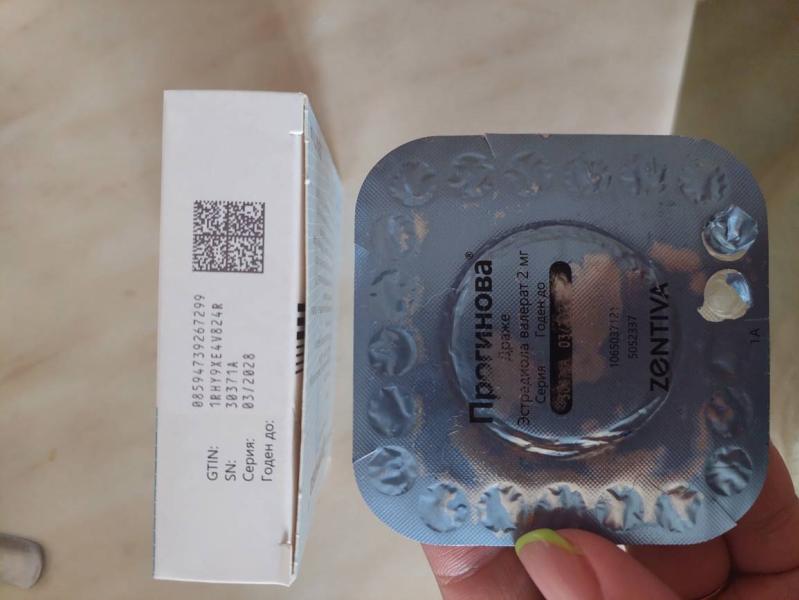 GTIN: 08594739267299
SN: 1RHY9XE4V824R
Серия: 30371A
Годен до: 03/2028
Прогинова®
Драже
Эстрадиола валерат 2 мг
Серия Годен до
1065037121
5052337
ZENTIVA
1A